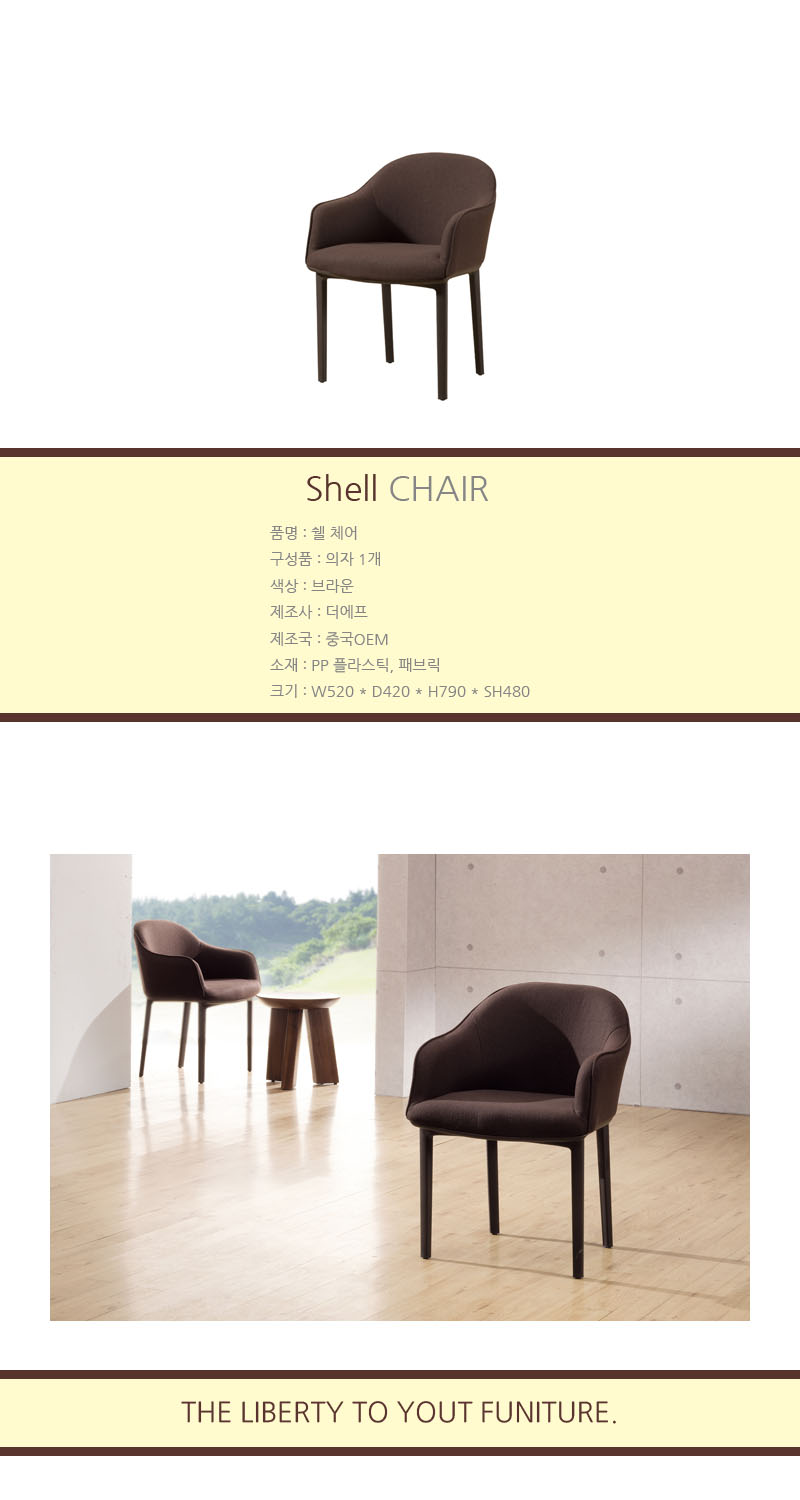 Shell CHAIR
품명 : 쉘 체어
구성품 : 의자 1개
색상 : 브라운
제조사 : 더에프
제조국 : 중국OEM
소재 : PP 플라스틱, 패브릭
크기 : W520 * D420 * H790 * SH480
THE LIBERTY TO YOUT FUNITURE.